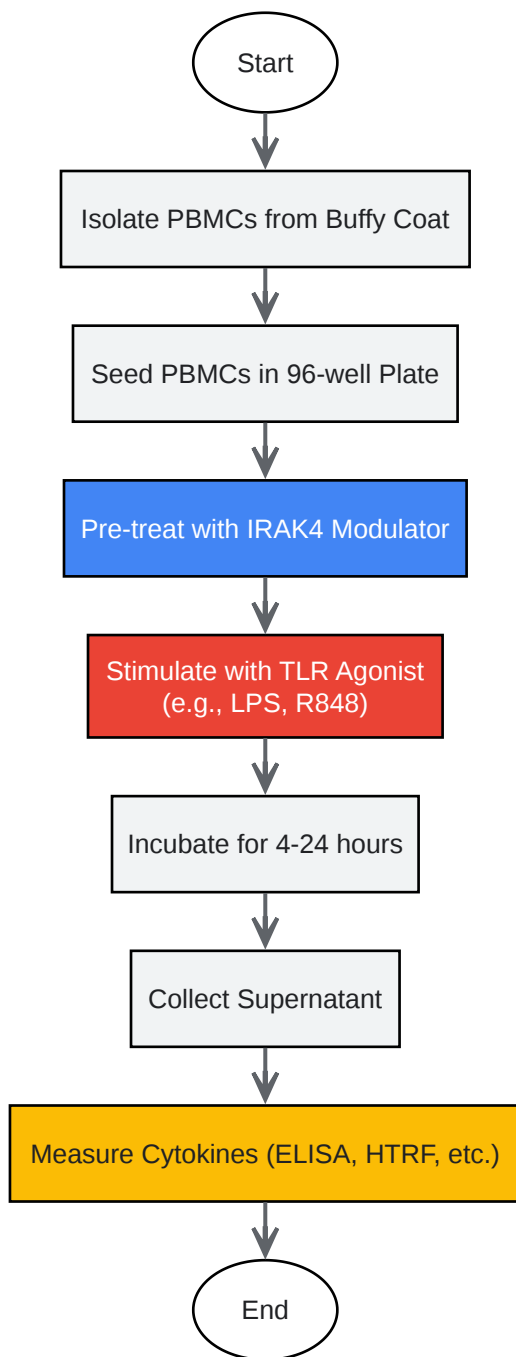 Start
Isolate PBMCs from Buffy Coat
Seed PBMCs in 96-well Plate
Pre-treat with IRAK4 Modulator
Stimulate with TLR Agonist
(e.g., LPS, R848)
Incubate for 4-24 hours
Collect Supernatant
Measure Cytokines (ELISA, HTRF, etc.)
End